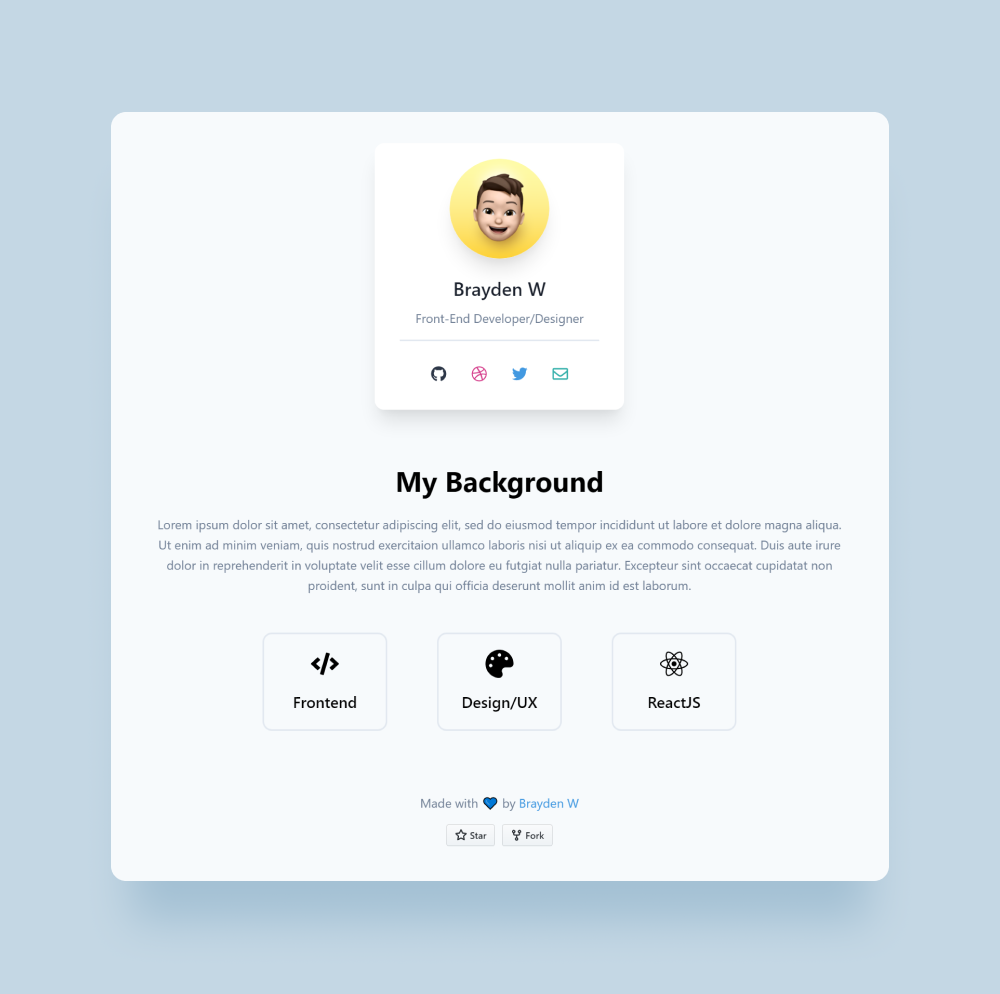 Brayden W
Front-End Developer/Designer
My Background
Lorem ipsum dolor sit amet, consectetur adipiscing elit, sed do eiusmod tempor incididunt ut labore et dolore magna aliqua.
Ut enim ad minim veniam, quis nostrud exercitaion ullamco laboris nisi ut aliquip ex ea commodo consequat. Duis aute irure
dolor in reprehenderit in voluptate velit esse cillum dolore eu futgiat nulla pariatur. Excepteur sint occaecat cupidatat non
proident, sunt in culpa qui officia deserunt mollit anim id est laborum.
Frontend
Design/UX
ReactJS
Made with 💙 by Brayden W
Star
Fork